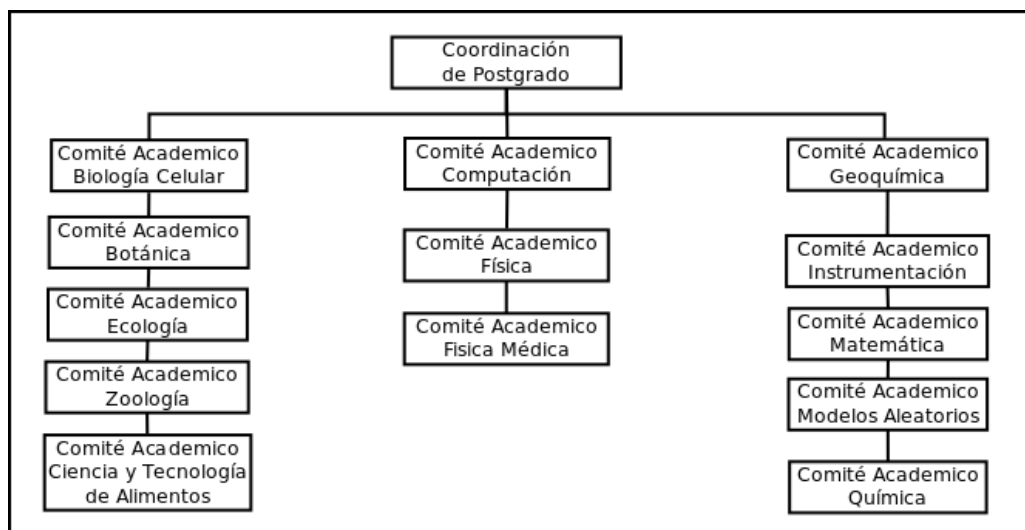 Coordinación
de Postgrado
Comité Academico
Biología Celular
Comité Academico
Botánica
Comité Academico
Ecología
Comité Academico
Zoología
Comité Academico
Ciencia y Tecnología
de Alimentos
Comité Academico
Computación
Comité Academico
Física
Comité Academico
Fisica Médica
Comité Academico
Geoquímica
Comité Academico
Instrumentación
Comité Academico
Matemática
Comité Academico
Modelos Aleatorios
Comité Academico
Química